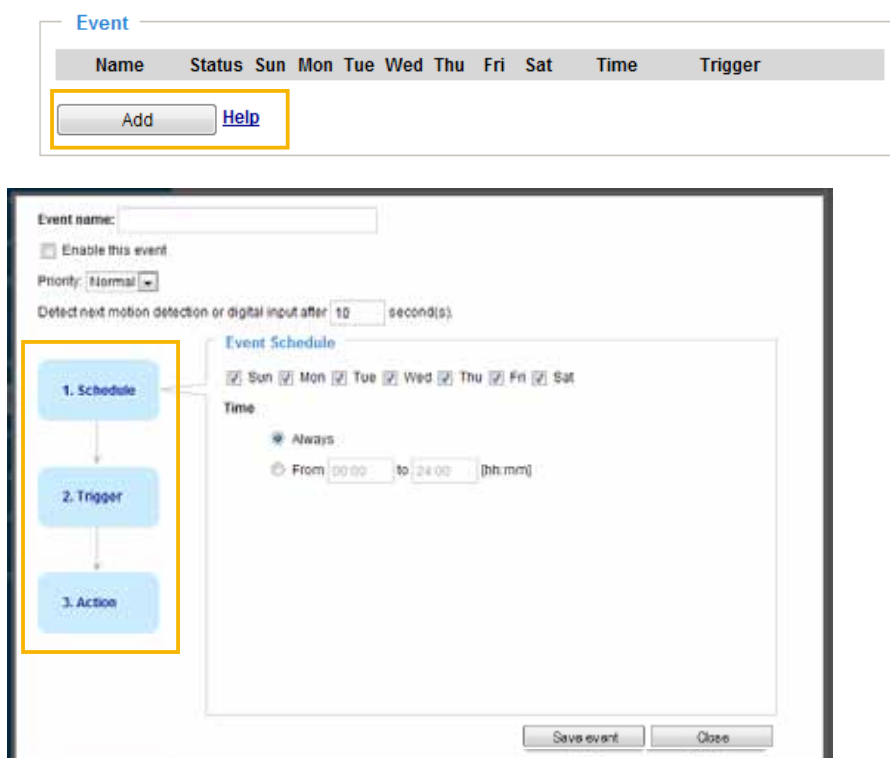 Event
Name Status Sun Mon Tue Wed Thu Fri Sat Time Trigger
Add Help
Event name:
Enable this event
Priority: Normal
Detect next motion detection or digital input after 10 second(s).
Event Schedule
Sun Mon Tue Wed Thu Fri Sat
Time
Always
From 00:00 to 24:00 [hh:mm]
1. Schedule
2. Trigger
3. Action
Save event Close